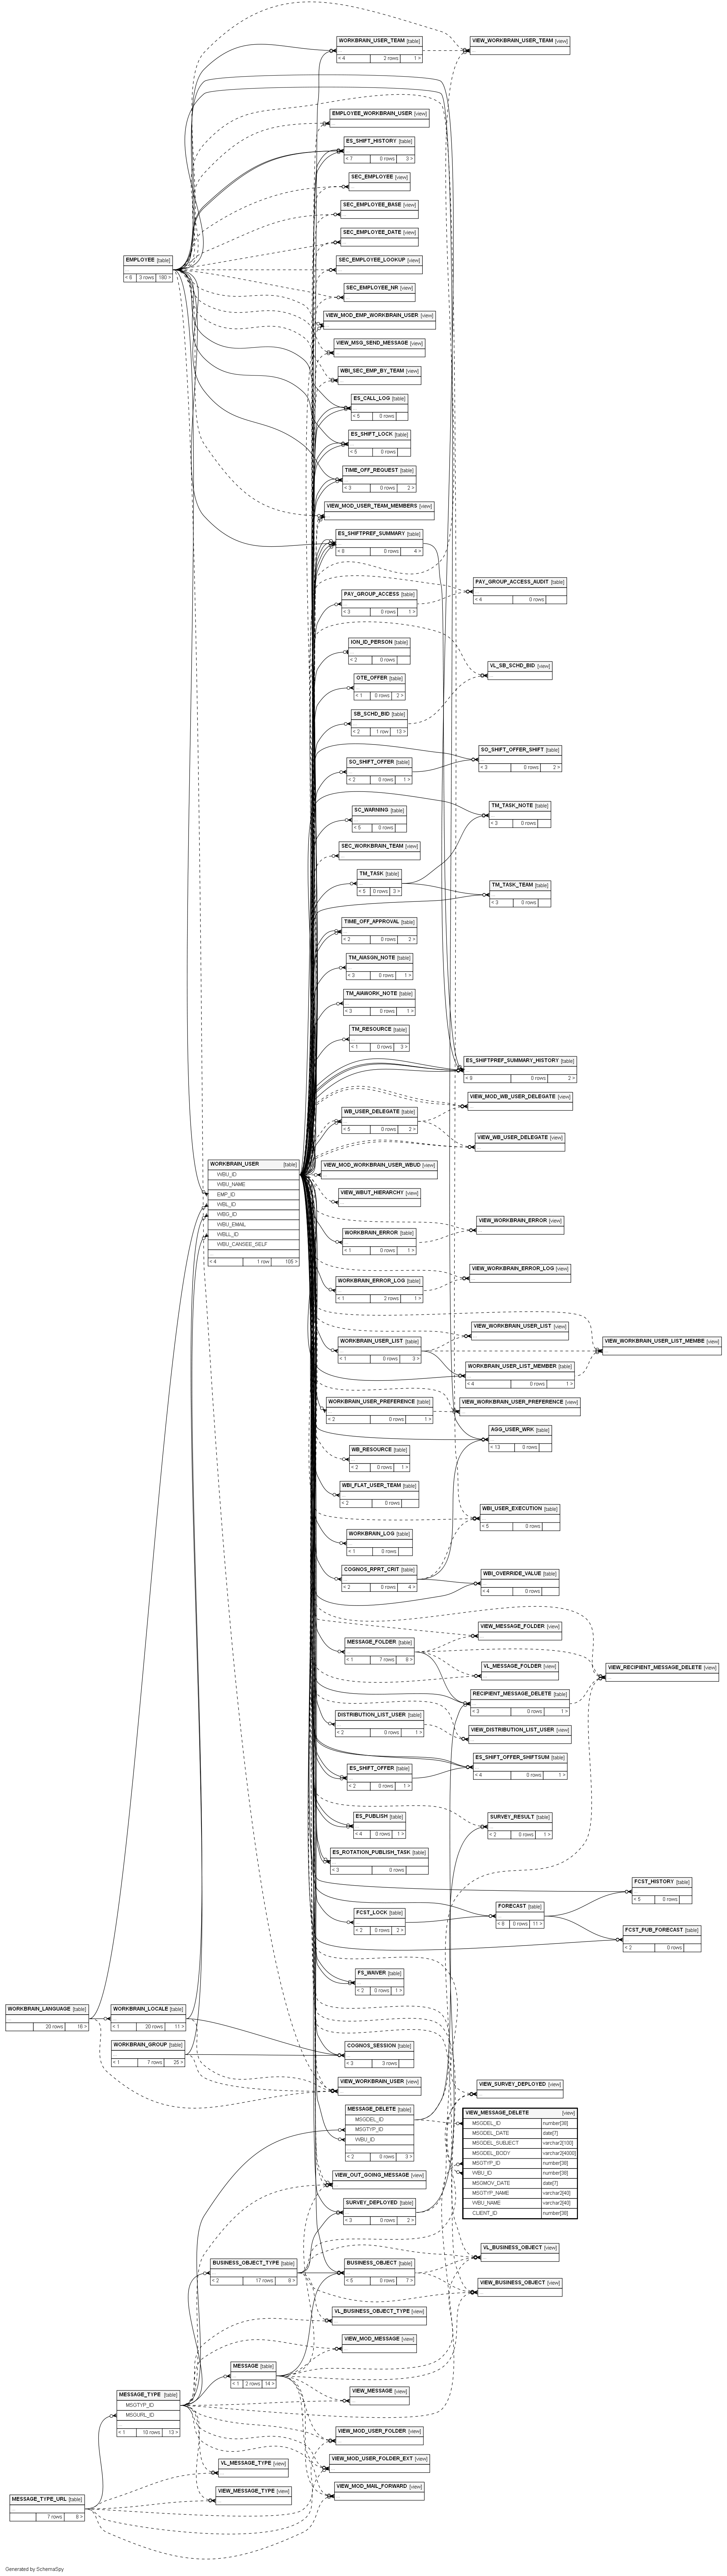 WORKBRAIN_USER_TEAM [table]
< 4 2 rows 1 >
VIEW_WORKBRAIN_USER_TEAM [view]
EMPLOYEE_WORKBRAIN_USER [view]
ES_SHIFT_HISTORY [table]
< 7 0 rows 3 >
SEC_EMPLOYEE [view]
SEC_EMPLOYEE_BASE [view]
SEC_EMPLOYEE_DATE [view]
EMPLOYEE [table]
< 8 3 rows 180 >
SEC_EMPLOYEE_LOOKUP [view]
SEC_EMPLOYEE_NR [view]
VIEW_MOD_EMP_WORKBRAIN_USER [view]
VIEW_MSG_SEND_MESSAGE [view]
WBI_SEC_EMP_BY_TEAM [view]
ES_CALL_LOG [table]
< 5 0 rows
ES_SHIFT_LOCK [table]
< 5 0 rows
TIME_OFF_REQUEST [table]
< 3 0 rows 2 >
VIEW_MOD_USER_TEAM_MEMBERS [view]
ES_SHIFTPREF_SUMMARY [table]
< 8 0 rows 4 >
PAY_GROUP_ACCESS_AUDIT [table]
< 4 0 rows
PAY_GROUP_ACCESS [table]
< 3 0 rows 1 >
ION_ID_PERSON [table]
< 2 0 rows
VL_SB_SCHD_BID [view]
OTE_OFFER [table]
< 1 0 rows 2 >
SB_SCHD_BID [table]
< 2 1 row 13 >
SO_SHIFT_OFFER_SHIFT [table]
< 3 0 rows 2 >
SO_SHIFT_OFFER [table]
< 2 0 rows 1 >
TM_TASK_NOTE [table]
< 3 0 rows
SC_WARNING [table]
< 5 0 rows
SEC_WORKBRAIN_TEAM [view]
TM_TASK [table]
< 5 0 rows 3 >
TM_TASK_TEAM [table]
< 3 0 rows
TIME_OFF_APPROVAL [table]
< 2 0 rows 2 >
TM_AIASGN_NOTE [table]
< 3 0 rows 1 >
TM_AIAWORK_NOTE [table]
< 3 0 rows 1 >
TM_RESOURCE [table]
< 1 0 rows 3 >
ES_SHIFTPREF_SUMMARY_HISTORY [table]
< 9 0 rows 2 >
VIEW_MOD_WB_USER_DELEGATE [view]
WB_USER_DELEGATE [table]
< 5 0 rows 2 >
VIEW_WB_USER_DELEGATE [view]
WORKBRAIN_USER [table]
WBU_ID
WBU_NAME
EMP_ID
WBL_ID
WBG_ID
WBU_EMAIL
WBLL_ID
WBU_CANSEE_SELF
...
< 4 1 row 105 >
VIEW_MOD_WORKBRAIN_USER_WBUD [view]
VIEW_WBUT_HIERARCHY [view]
VIEW_WORKBRAIN_ERROR [view]
WORKBRAIN_ERROR [table]
< 1 0 rows 1 >
VIEW_WORKBRAIN_ERROR_LOG [view]
WORKBRAIN_ERROR_LOG [table]
< 1 2 rows 1 >
VIEW_WORKBRAIN_USER_LIST [view]
WORKBRAIN_USER_LIST [table]
< 1 0 rows 3 >
VIEW_WORKBRAIN_USER_LIST_MEMBE [view]
WORKBRAIN_USER_LIST_MEMBER [table]
< 4 0 rows 1 >
WORKBRAIN_USER_PREFERENCE [table]
< 2 0 rows 1 >
VIEW_WORKBRAIN_USER_PREFERENCE [view]
AGG_USER_WRK [table]
< 13 0 rows
WB_RESOURCE [table]
< 2 0 rows 1 >
WBI_FLAT_USER_TEAM [table]
< 2 0 rows
WBI_USER_EXECUTION [table]
< 5 0 rows
WORKBRAIN_LOG [table]
< 1 0 rows
COGNOS_RPRT_CRIT [table]
< 2 0 rows 4 >
WBI_OVERRIDE_VALUE [table]
< 4 0 rows
VIEW_MESSAGE_FOLDER [view]
MESSAGE_FOLDER [table]
< 1 7 rows 8 >
VL_MESSAGE_FOLDER [view]
VIEW_RECIPIENT_MESSAGE_DELETE [view]
RECIPIENT_MESSAGE_DELETE [table]
< 3 0 rows 1 >
DISTRIBUTION_LIST_USER [table]
< 2 0 rows 1 >
VIEW_DISTRIBUTION_LIST_USER [view]
ES_SHIFT_OFFER_SHIFTSUM [table]
< 4 0 rows 1 >
ES_SHIFT_OFFER [table]
< 2 0 rows 1 >
ES_PUBLISH [table]
< 4 0 rows 1 >
SURVEY_RESULT [table]
< 2 0 rows 1 >
ES_ROTATION_PUBLISH_TASK [table]
< 3 0 rows
FCST_HISTORY [table]
< 5 0 rows
FCST_LOCK [table]
< 2 0 rows 2 >
FORECAST [table]
< 6 0 rows 11 >
FCST_PUB_FORECAST [table]
< 2 0 rows
FS_WAIVER [table]
< 2 0 rows 1 >
WORKBRAIN_LANGUAGE [table]
20 rows 16 >
WORKBRAIN_LOCALE [table]
< 1 20 rows 11 >
WORKBRAIN_GROUP [table]
< 1 7 rows 25 >
COGNOS_SESSION [table]
< 3 3 rows
VIEW_WORKBRAIN_USER [view]
VIEW_SURVEY_DEPLOYED [view]
MESSAGE_DELETE [table]
MSGDEL_ID
MSGTYP_ID
WBU_ID
...
< 2 0 rows 3 >
VIEW_MESSAGE_DELETE [view]
MSGDEL_ID number[38]
MSGDEL_DATE date[7]
MSGDEL_SUBJECT varchar2[100]
MSGDEL_BODY varchar2[4000]
MSGTYP_ID number[38]
WBU_ID number[38]
MSGMOV_DATE date[7]
MSGTYP_NAME varchar2[40]
WBU_NAME varchar2[40]
CLIENT_ID number[38]
VIEW_OUT_GOING_MESSAGE [view]
SURVEY_DEPLOYED [table]
< 3 0 rows 2 >
VL_BUSINESS_OBJECT [view]
BUSINESS_OBJECT_TYPE [table]
< 2 17 rows 8 >
BUSINESS_OBJECT [table]
< 5 0 rows 7 >
VIEW_BUSINESS_OBJECT [view]
VL_BUSINESS_OBJECT_TYPE [view]
VIEW_MOD_MESSAGE [view]
MESSAGE [table]
< 1 2 rows 14 >
VIEW_MESSAGE [view]
MESSAGE_TYPE [table]
MSGTYP_ID
MSGURL_ID
...
< 1 10 rows 13 >
VIEW_MOD_USER_FOLDER [view]
VL_MESSAGE_TYPE [view]
VIEW_MOD_USER_FOLDER_EXT [view]
VIEW_MESSAGE_TYPE [view]
VIEW_MOD_MAIL_FORWARD [view]
MESSAGE_TYPE_URL [table]
7 rows 8 >
Generated by SchemaSpy